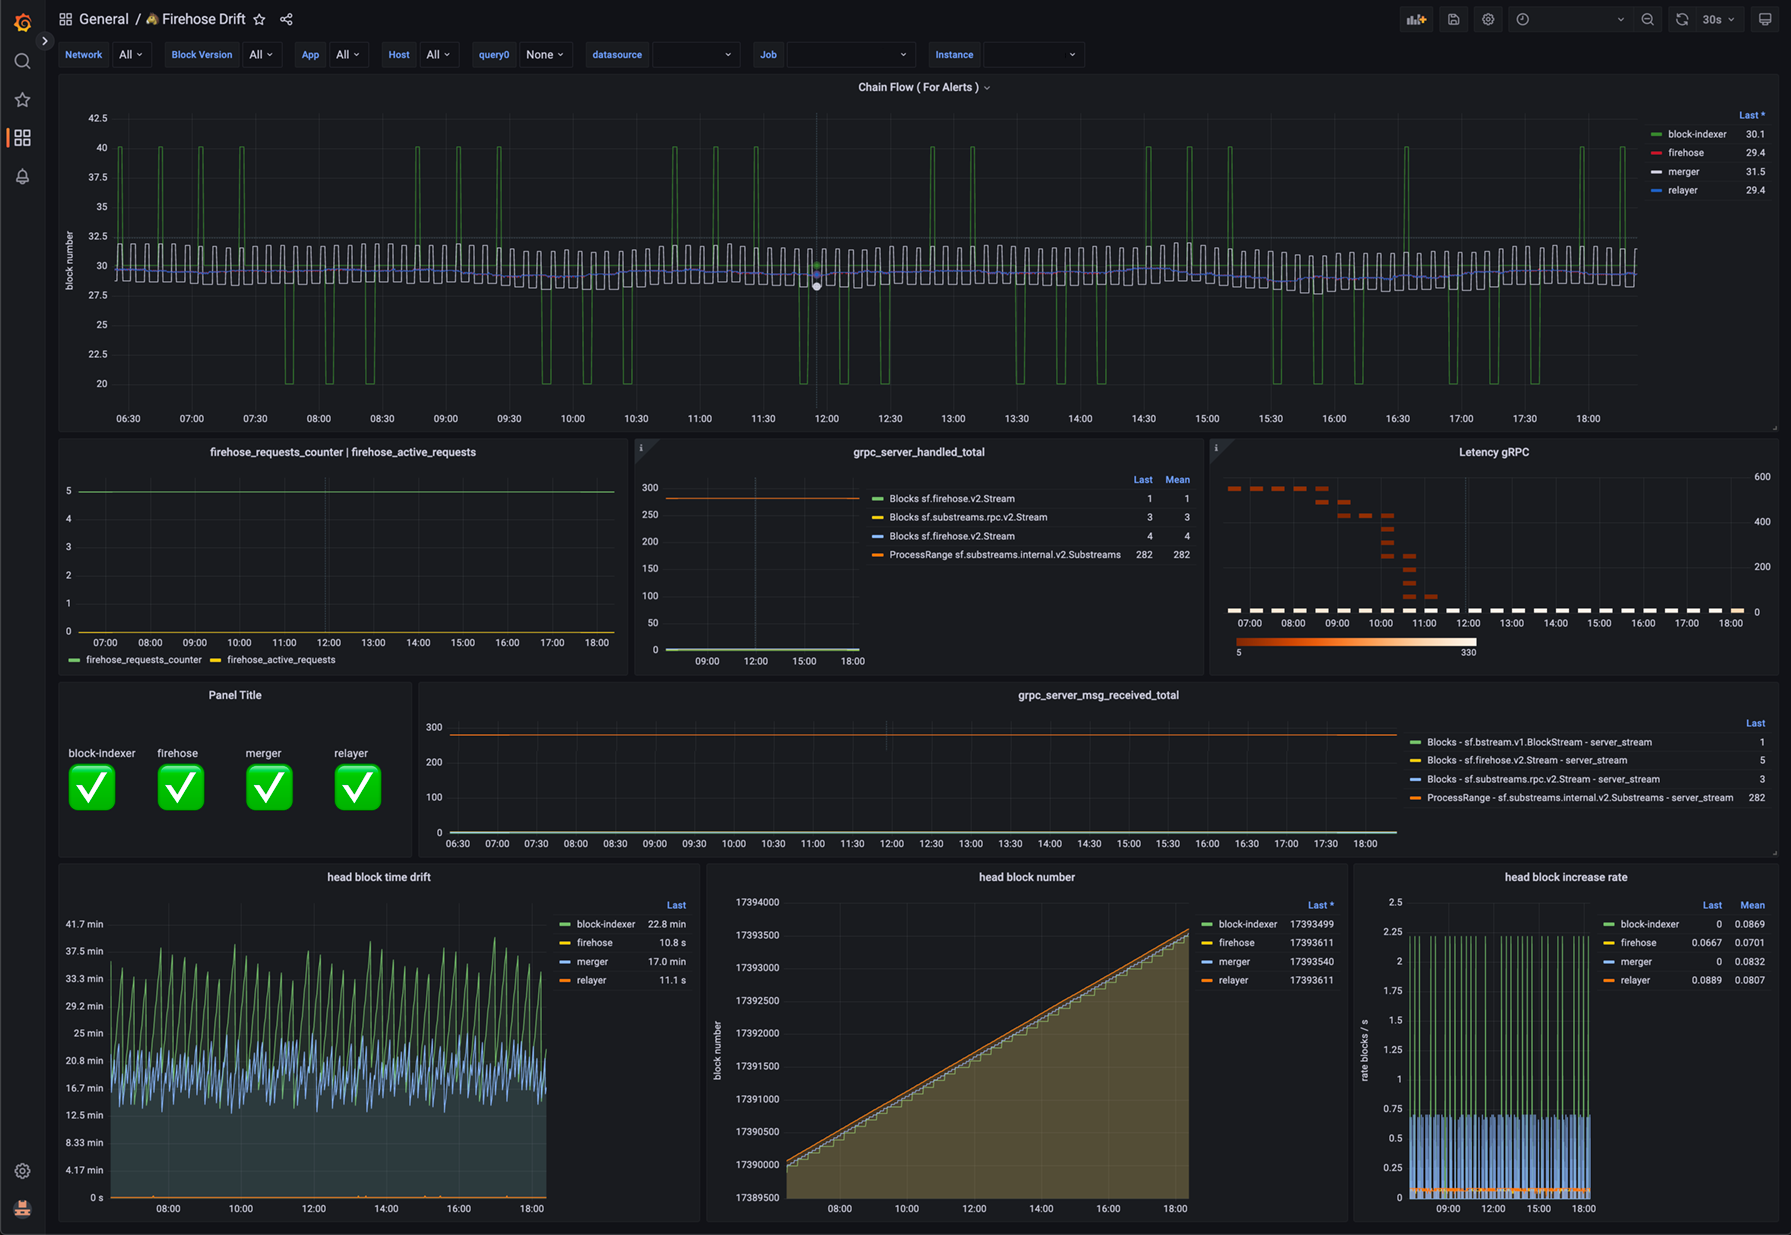 General / Firehose Drift
30s
Network All Block Version All App All Host All query0 None datasource Job Instance
Chain Flow ( For Alerts )
block number
42.5
40
37.5
35
32.5
30
27.5
25
22.5
20
06:30 07:00 07:30 08:00 08:30 09:00 09:30 10:00 10:30 11:00 11:30 12:00 12:30 13:00 13:30 14:00 14:30 15:00 15:30 16:00 16:30 17:00 17:30 18:00
Last *
block-indexer 30.1
firehose 29.4
merger 31.5
relayer 29.4
firehose_requests_counter | firehose_active_requests
5
4
3
2
1
0
07:00 08:00 09:00 10:00 11:00 12:00 13:00 14:00 15:00 16:00 17:00 18:00
firehose_requests_counter firehose_active_requests
grpc_server_handled_total
300
250
200
150
100
50
0
09:00 12:00 15:00 18:00
Last Mean
Blocks sf.firehose.v2.Stream 1 1
Blocks sf.substreams.rpc.v2.Stream 3 3
Blocks sf.firehose.v2.Stream 4 4
ProcessRange sf.substreams.internal.v2.Substreams 282 282
Letency gRPC
600
400
200
0
07:00 08:00 09:00 10:00 11:00 12:00 13:00 14:00 15:00 16:00 17:00 18:00
5 330
Panel Title
block-indexer firehose merger relayer
grpc_server_msg_received_total
300
200
100
0
06:30 07:00 07:30 08:00 08:30 09:00 09:30 10:00 10:30 11:00 11:30 12:00 12:30 13:00 13:30 14:00 14:30 15:00 15:30 16:00 16:30 17:00 17:30 18:00
Last
Blocks - sf.bstream.v1.BlockStream - server_stream 1
Blocks - sf.firehose.v2.Stream - server_stream 5
Blocks - sf.substreams.rpc.v2.Stream - server_stream 3
ProcessRange - sf.substreams.internal.v2.Substreams - server_stream 282
head block time drift
41.7 min
37.5 min
33.3 min
29.2 min
25 min
20.8 min
16.7 min
12.5 min
8.33 min
4.17 min
0 s
08:00 10:00 12:00 14:00 16:00 18:00
Last
block-indexer 22.8 min
firehose 10.8 s
merger 17.0 min
relayer 11.1 s
head block number
block number
17394000
17393500
17393000
17392500
17392000
17391500
17391000
17390500
17390000
17389500
08:00 10:00 12:00 14:00 16:00 18:00
Last *
block-indexer 17393499
firehose 17393611
merger 17393540
relayer 17393611
head block increase rate
rate blocks / s
2.5
2.25
2
1.75
1.5
1.25
1
0.75
0.5
0.25
0
09:00 12:00 15:00 18:00
Last Mean
block-indexer 0 0.0869
firehose 0.0667 0.0701
merger 0 0.0832
relayer 0.0889 0.0807